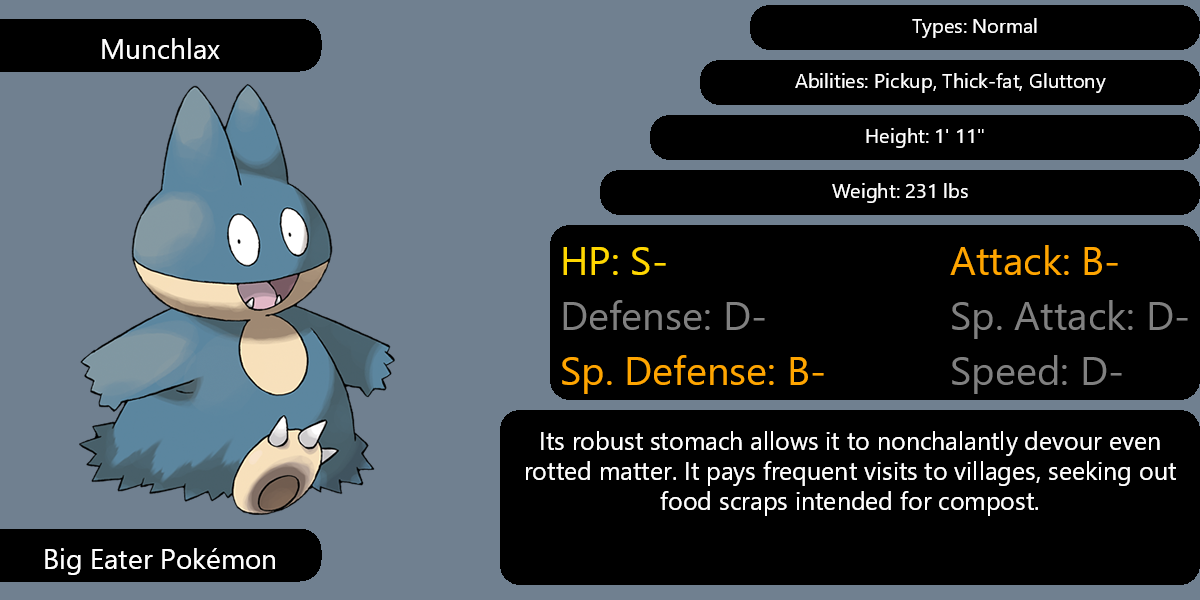 Munchlax
Big Eater Pokémon
Types: Normal
Abilities: Pickup, Thick-fat, Gluttony
Height: 1' 11"
Weight: 231 lbs
HP: S-
Attack: B-
Defense: D-
Sp. Attack: D-
Sp. Defense: B-
Speed: D-
Its robust stomach allows it to nonchalantly devour even
rotted matter. It pays frequent visits to villages, seeking out
food scraps intended for compost.